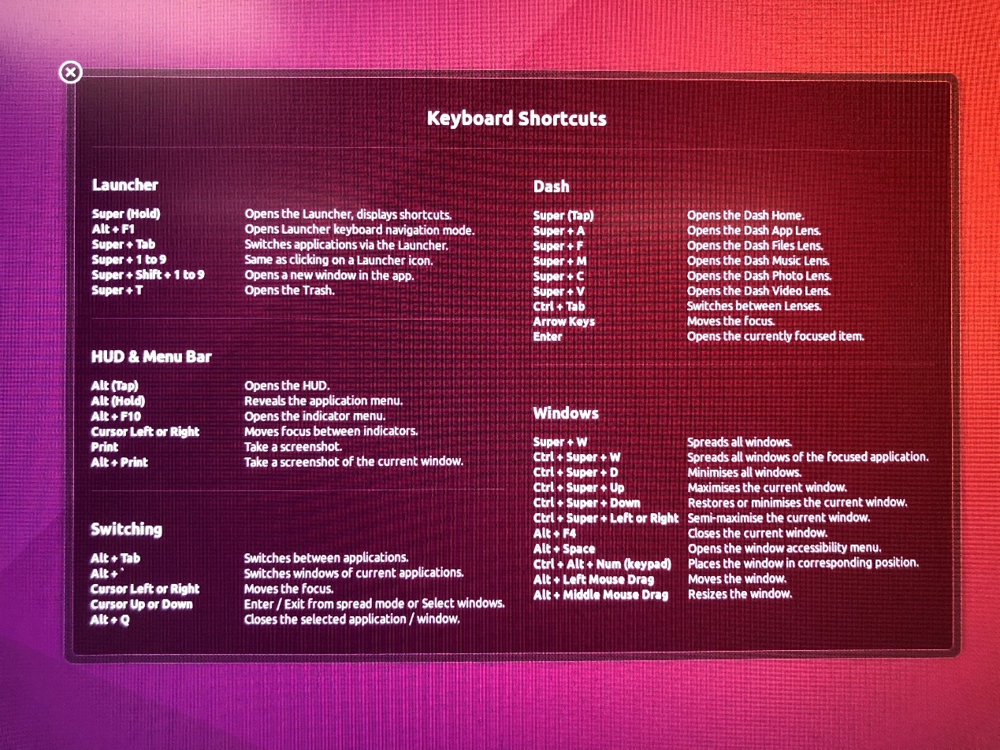 Keyboard Shortcuts
Launcher
Super (Hold) Opens the Launcher, displays shortcuts.
Alt + F1 Opens Launcher keyboard navigation mode.
Super + Tab Switches applications via the Launcher.
Super + 1 to 9 Same as clicking on a Launcher icon.
Super + Shift + 1 to 9 Opens a new window in the app.
Super + T Opens the Trash.
HUD & Menu Bar
Alt (Tap) Opens the HUD.
Alt (Hold) Reveals the application menu.
Alt + F10 Opens the indicator menu.
Cursor Left or Right Moves focus between indicators.
Print Take a screenshot.
Alt + Print Take a screenshot of the current window.
Switching
Alt + Tab Switches between applications.
Alt + ` Switches windows of current applications.
Cursor Left or Right Moves the focus.
Cursor Up or Down Enter / Exit from spread mode or Select windows.
Alt + Q Closes the selected application / window.
Dash
Super (Tap) Opens the Dash Home.
Super + A Opens the Dash App Lens.
Super + F Opens the Dash Files Lens.
Super + M Opens the Dash Music Lens.
Super + C Opens the Dash Photo Lens.
Super + V Opens the Dash Video Lens.
Ctrl + Tab Switches between Lenses.
Arrow Keys Moves the focus.
Enter Opens the currently focused item.
Windows
Super + W Spreads all windows.
Ctrl + Super + W Spreads all windows of the focused application.
Ctrl + Super + D Minimises all windows.
Ctrl + Super + Up Maximises the current window.
Ctrl + Super + Down Restores or minimises the current window.
Ctrl + Super + Left or Right Semi-maximise the current window.
Alt + F4 Closes the current window.
Alt + Space Opens the window accessibility menu.
Ctrl + Alt + Num (keypad) Places the window in corresponding position.
Alt + Left Mouse Drag Moves the window.
Alt + Middle Mouse Drag Resizes the window.